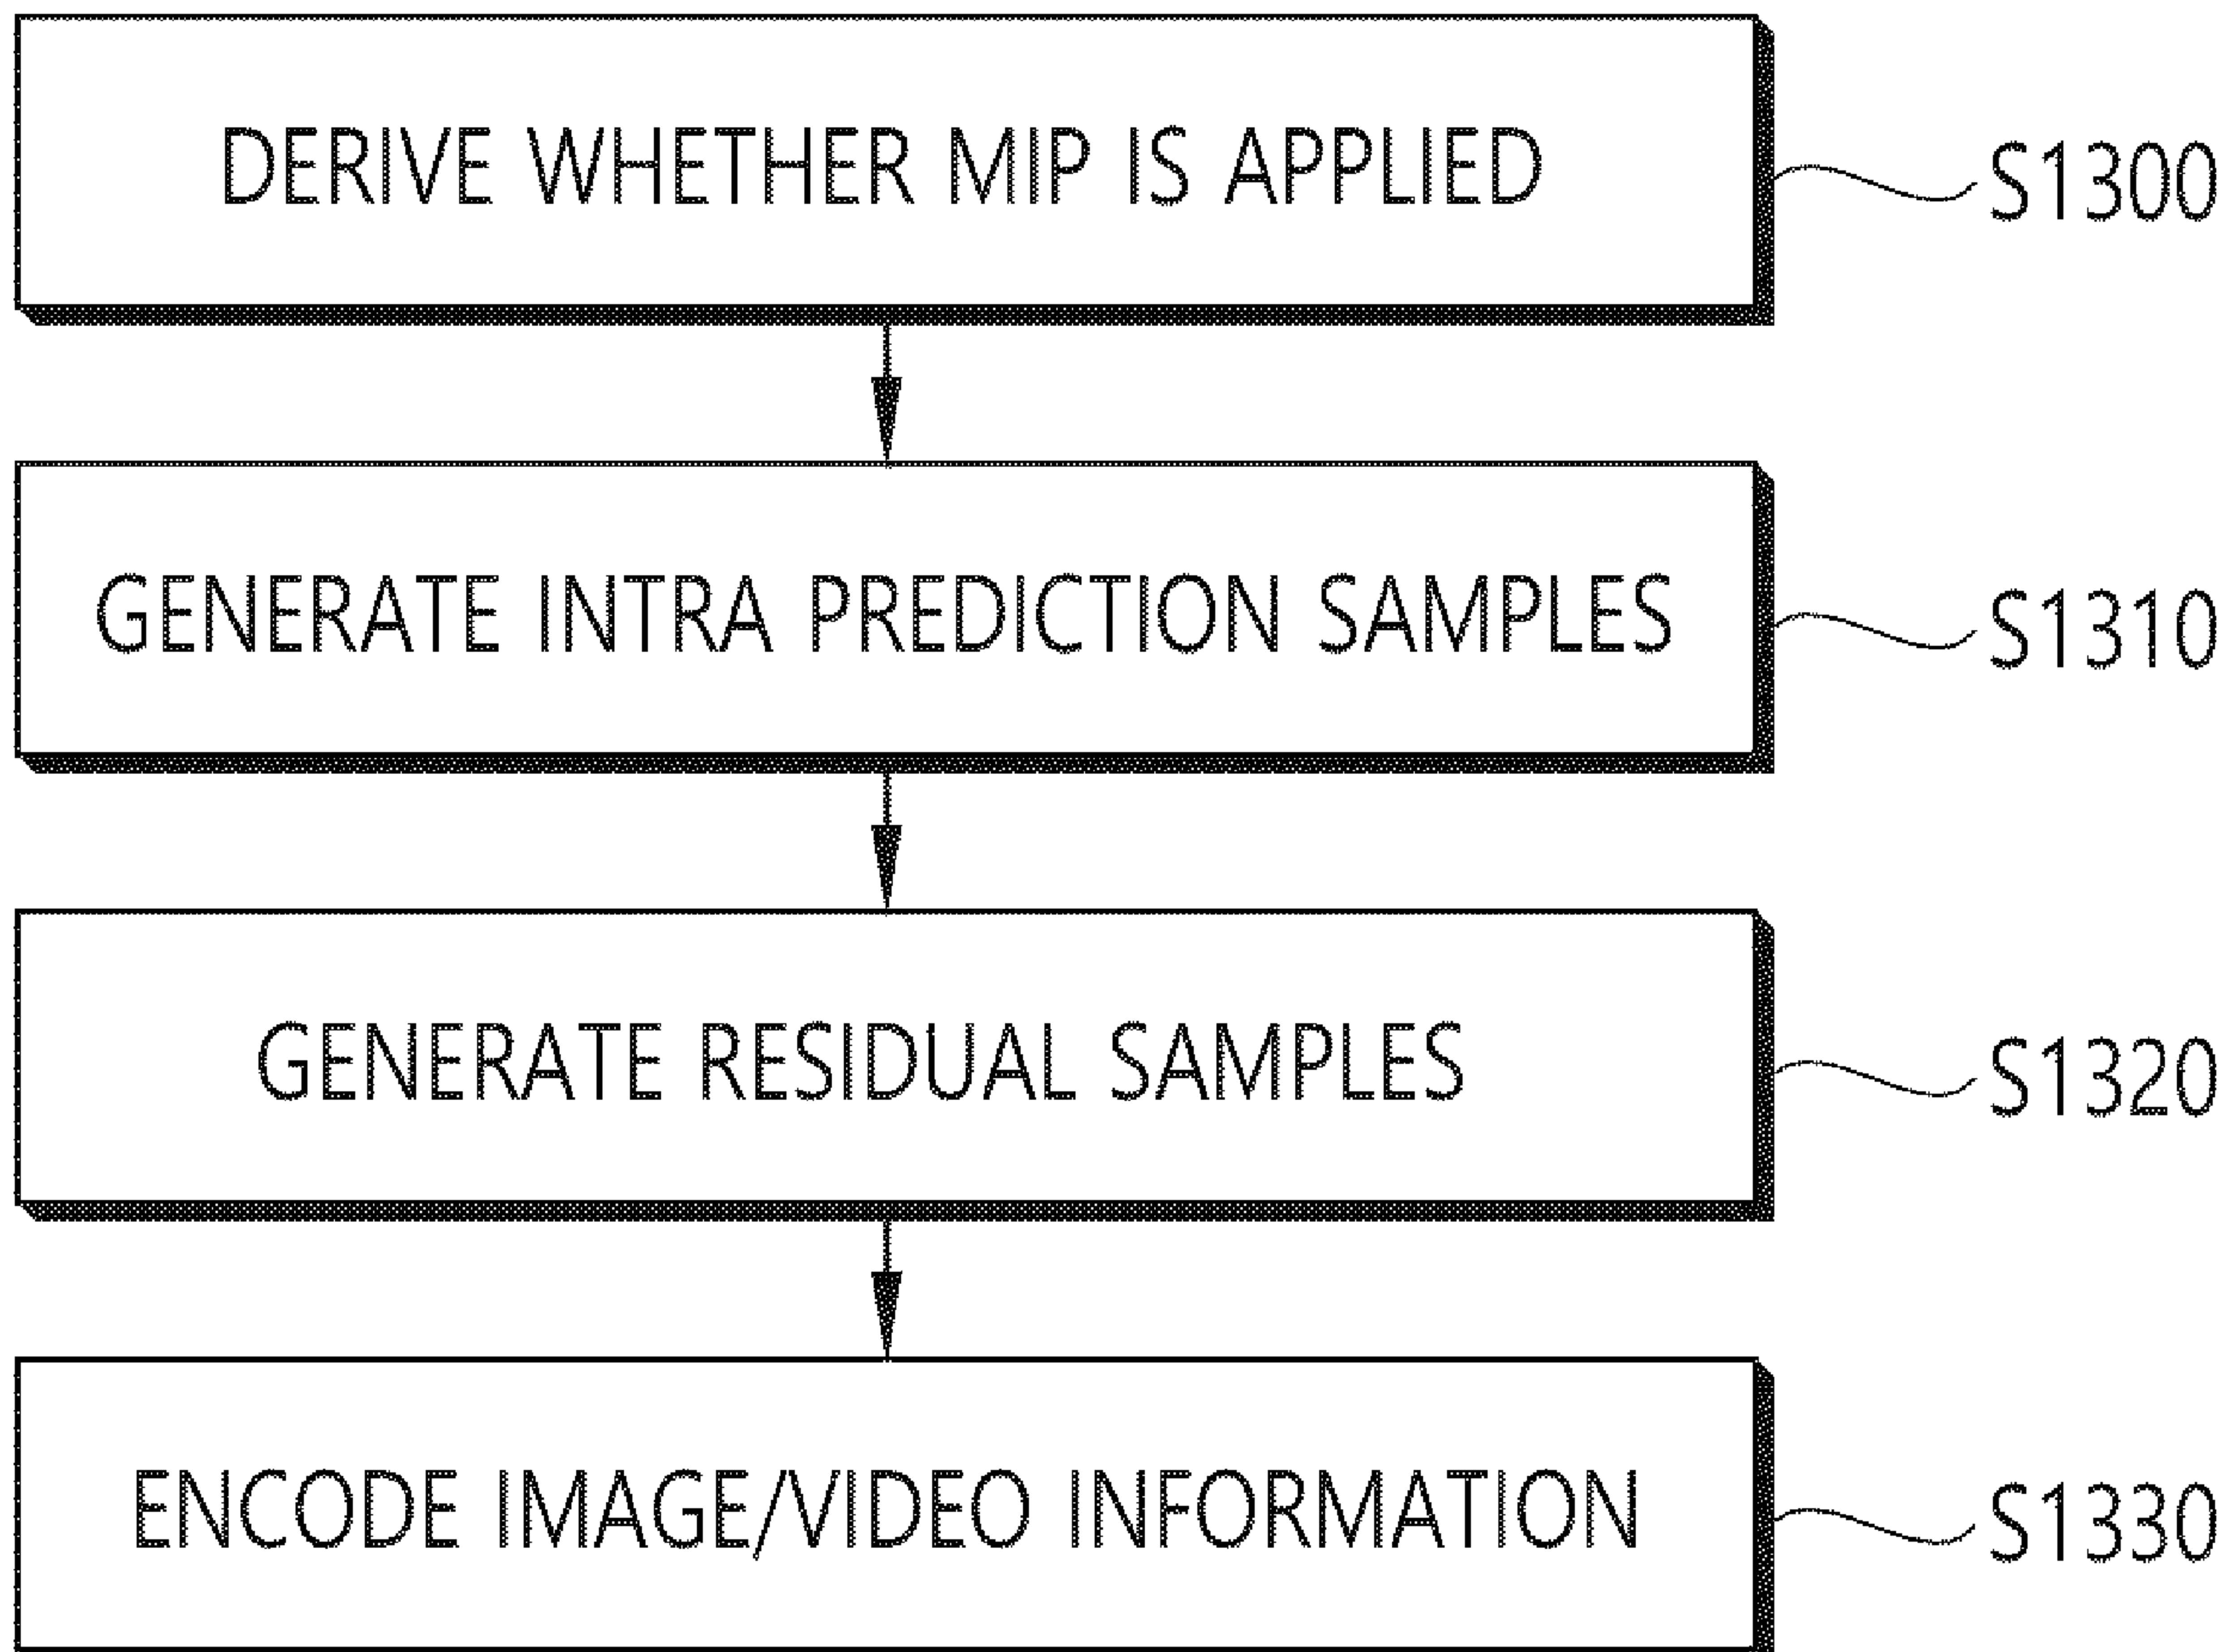 DERIVE WHETHER MIP IS APPLIED
S1300
GENERATE INTRA PREDICTION SAMPLES
S1310
GENERATE RESIDUAL SAMPLES
S1320
ENCODE IMAGE/VIDEO INFORMATION
S1330